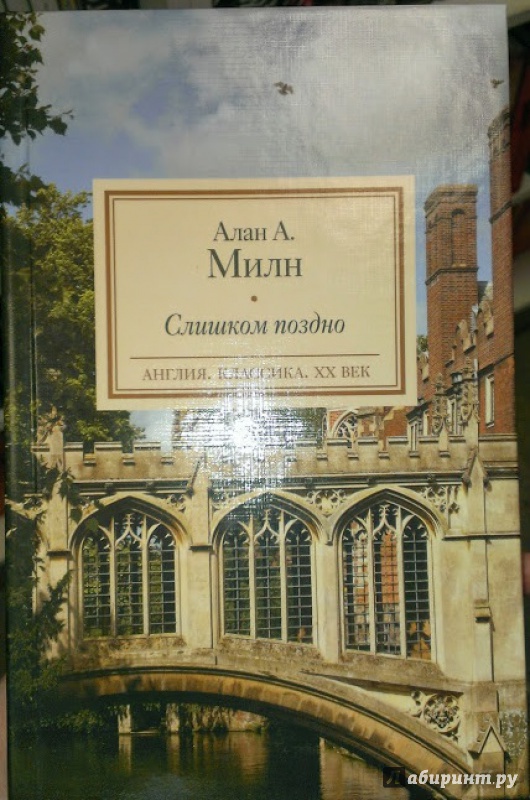 Алан А.
Милн
Слишком поздно
АНГЛИЯ. КЛАССИКА. XX ВЕК
Лабиринт.ру